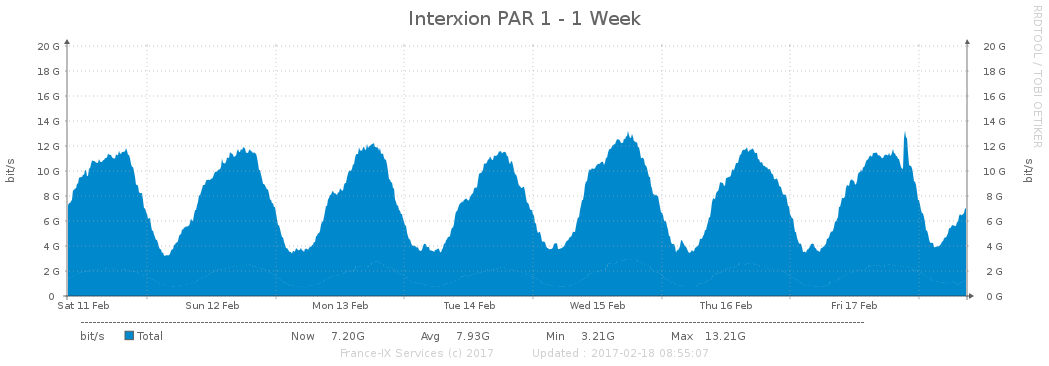 Interxion PAR 1 - 1 Week
RRDTOOL / TOBI OETIKER
20 G 20 G
18 G 18 G
16 G 16 G
14 G 14 G
12 G 12 G
10 G 10 G
8 G 8 G
6 G 6 G
4 G 4 G
2 G 2 G
0 0 G
bit/s
bit/s
Sat 11 Feb Sun 12 Feb Mon 13 Feb Tue 14 Feb Wed 15 Feb Thu 16 Feb Fri 17 Feb
bit/s Total Now 7.20G Avg 7.93G Min 3.21G Max 13.21G
France-IX Services (c) 2017 Updated : 2017-02-18 08:55:07